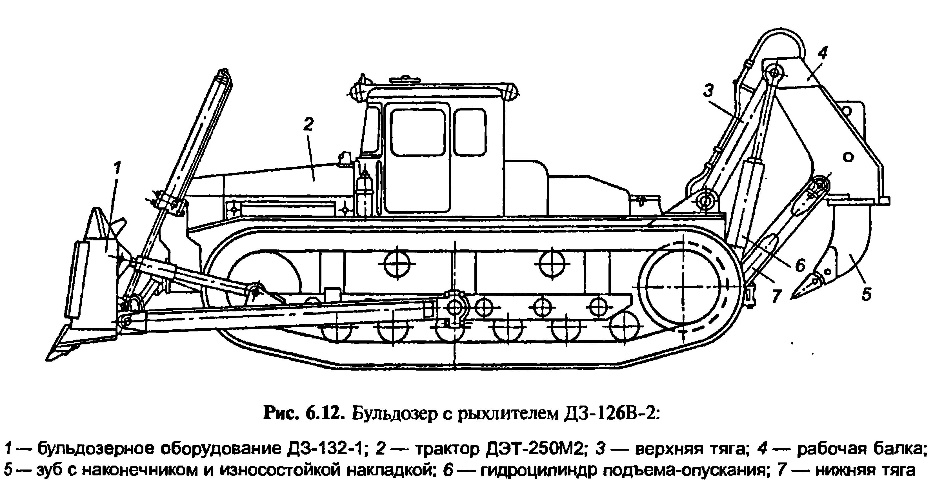 1
2
3
4
5
6
7
Рис. 6.12. Бульдозер с рыхлителем ДЗ-126В-2:
1 — бульдозерное оборудование ДЗ-132-1; 2 — трактор ДЭТ-250М2; 3 — верхняя тяга; 4 — рабочая балка;
5 — зуб с наконечником и износостойкой накладкой; 6 — гидроцилиндр подъема-опускания; 7 — нижняя тяга